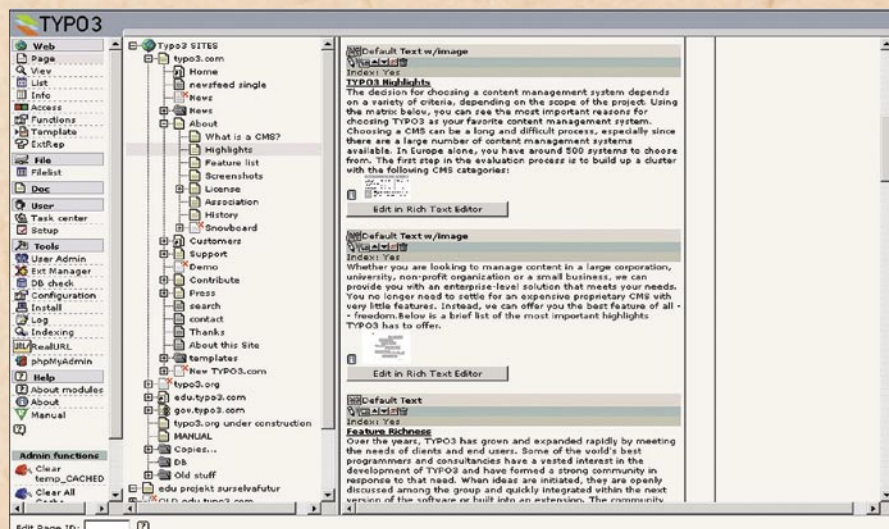 TYPO3
Web
Page
View
List
Info
Access
Functions
Template
ExtRep
File
Filelist
Doc
User
Task center
Setup
Tools
User Admin
Ext Manager
DB check
Configuration
Install
Log
Indexing
RealURL
phpMyAdmin
Help
About modules
About
Manual
Admin functions
Clear
temp_CACHED
Clear All
Typo3 SITES
typo3.com
Home
newsfeed single
News
News
About
What is a CMS?
Highlights
Feature list
Screenshots
License
Association
History
Snowboard
Customers
Support
Demo
Contribute
Press
search
contact
Thanks
About this Site
templates
New TYPO3.com
typo3.org
edu.typo3.com
gov.typo3.com
typo3.org under construction
MANUAL
Copies...
DB
Old stuff
edu projekt surselvafutur
OLD edu.typo3.com
Default Text w/image
Index: Yes
TYPO3 Highlights
The decision for choosing a content management system depends
on a variety of criteria, depending on the scope of the project. Using
the matrix below, you can see the most important reasons for
choosing TYPO3 as your favorite content management system.
Choosing a CMS can be a long and difficult process, especially since
there are a large number of content management systems
available. In Europe alone, you have around 500 systems to choose
from. The first step in the evaluation process is to build up a cluster
with the following CMS categories:
Edit in Rich Text Editor
Default Text w/image
Index: Yes
Whether you are looking to manage content in a large corporation,
university, non-profit organization or a small business, we can
provide you with an enterprise-level solution that meets your needs.
You no longer need to settle for an expensive proprietary CMS with
very little features. Instead, we can offer you the best feature of all -
- freedom.Below is a brief list of the most important highlights
TYPO3 has to offer.
Edit in Rich Text Editor
Default Text
Index: Yes
Feature Richness
Over the years, TYPO3 has grown and expanded rapidly by meeting
the needs of clients and end users. Some of the world's best
programmers and consultancies have a vested interest in the
development of TYPO3 and have formed a strong community in
response to that need. When ideas are initiated, they are openly
discussed among the group and quickly integrated within the next
version of the software or built into an extension. The community
Edit Page ID: